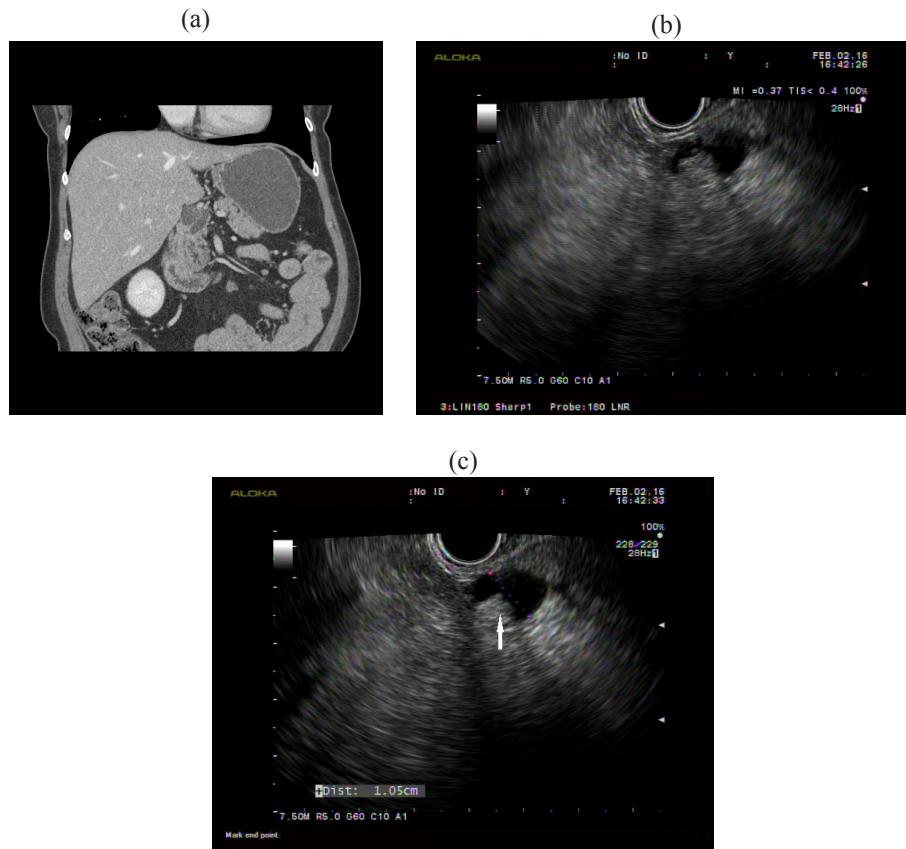 (a)
(b)
ALOKA
:No ID : Y FEB.02.16
: : 16:42:26
MI =0.37 TIS< 0.4 100%
28Hz1
7.50M R5.0 G60 C10 A1
3:LIN180 Sharp1 Probe:180 LNR
(c)
ALOKA
:No ID : Y FEB.02.16
: : 16:42:33
100%
228/229
28Hz1
+Dist: 1.05cm
7.50M R5.0 G60 C10 A1
Mark end point.